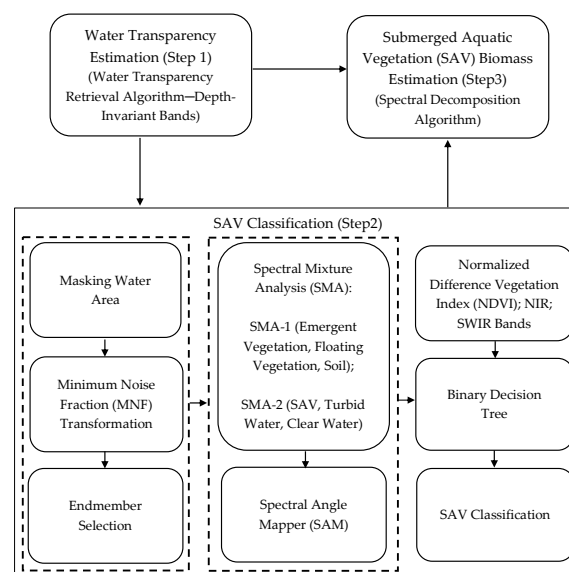 Water Transparency
Estimation (Step 1)
(Water Transparency
Retrieval Algorithm—Depth-
Invariant Bands)
Submerged Aquatic
Vegetation (SAV) Biomass
Estimation (Step3)
(Spectral Decomposition
Algorithm)
SAV Classification (Step2)
Masking Water
Area
Minimum Noise
Fraction (MNF)
Transformation
Endmember
Selection
Spectral Mixture
Analysis (SMA):
SMA-1 (Emergent
Vegetation, Floating
Vegetation, Soil);
SMA-2 (SAV, Turbid
Water, Clear Water)
Spectral Angle
Mapper (SAM)
Normalized
Difference Vegetation
Index (NDVI); NIR;
SWIR Bands
Binary Decision
Tree
SAV Classification